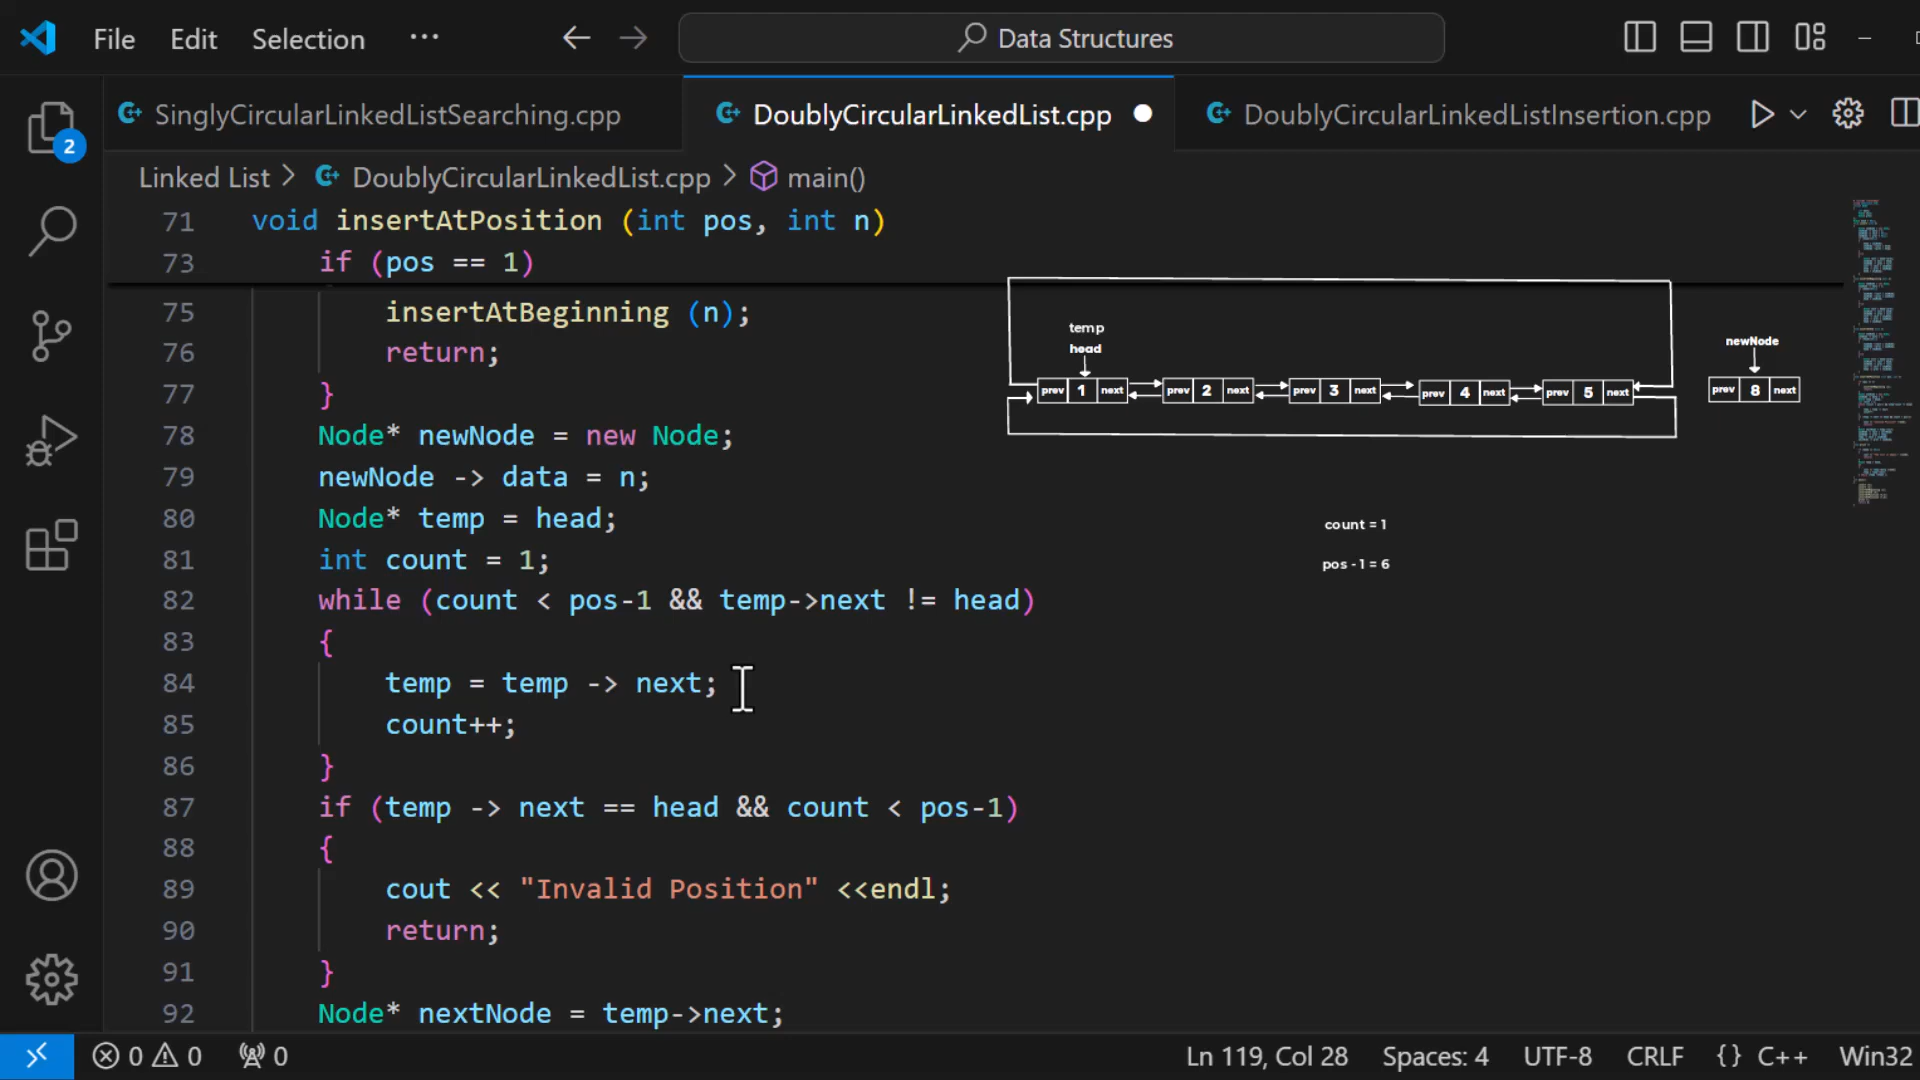 File Edit Selection ··· Data Structures
SinglyCircularLinkedListSearching.cpp DoublyCircularLinkedList.cpp DoublyCircularLinkedListInsertion.cpp
2
Linked List > DoublyCircularLinkedList.cpp > main()
71 void insertAtPosition (int pos, int n)
73 if (pos == 1)
75 insertAtBeginning (n);
76 return;
77 }
78 Node* newNode = new Node;
79 newNode -> data = n;
80 Node* temp = head;
81 int count = 1;
82 while (count < pos-1 && temp->next != head)
83 {
84 temp = temp -> next;
85 count++;
86 }
87 if (temp -> next == head && count < pos-1)
88 {
89 cout << "Invalid Position" <<endl;
90 return;
91 }
92 Node* nextNode = temp->next;
temp
head
newNode
prev 1 next prev 2 next prev 3 next prev 4 next prev 5 next prev 8 next
count = 1
pos - 1 = 6
0 0 0 Ln 119, Col 28 Spaces: 4 UTF-8 CRLF {} C++ Win32